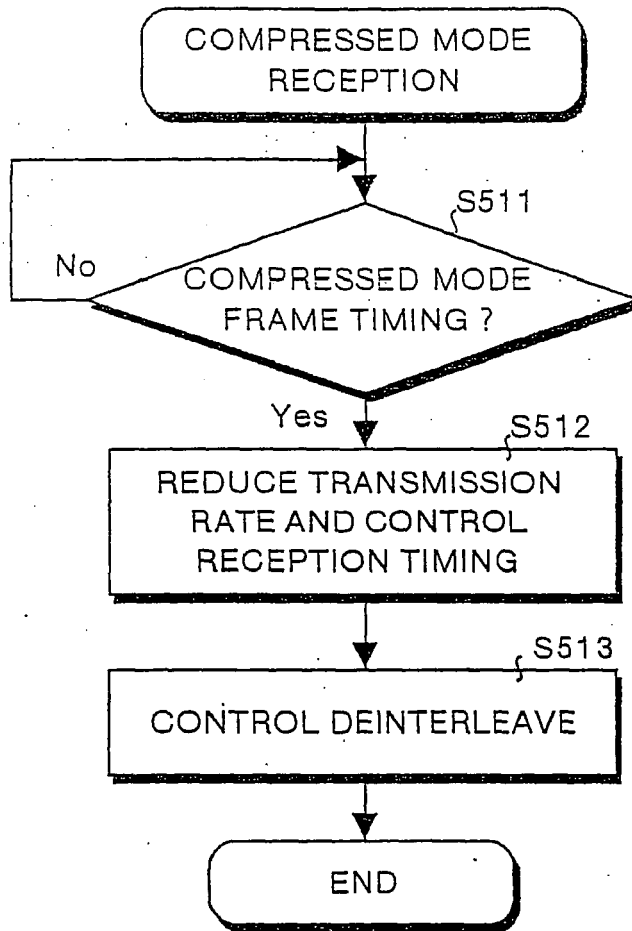 COMPRESSED MODE
RECEPTION
S511
No
COMPRESSED MODE
FRAME TIMING ?
Yes
S512
REDUCE TRANSMISSION
RATE AND CONTROL
RECEPTION TIMING
S513
CONTROL DEINTERLEAVE
END